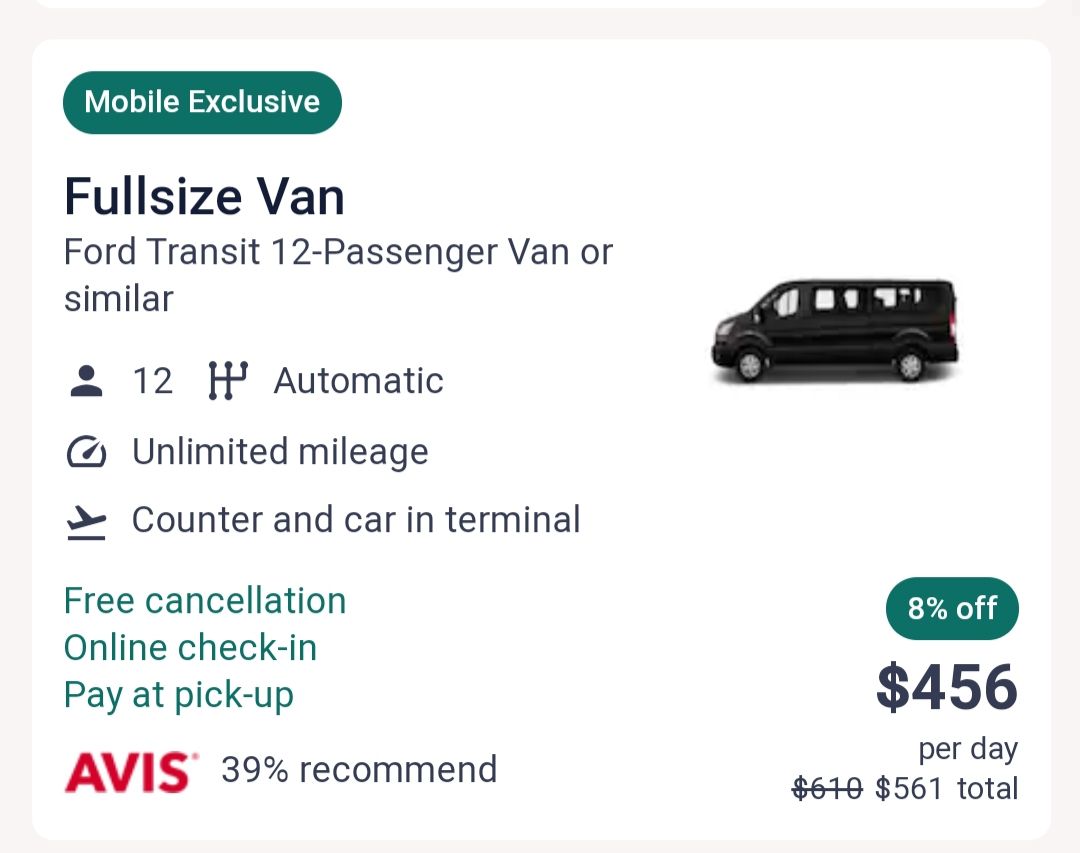 Mobile Exclusive
Fullsize Van
Ford Transit 12-Passenger Van or
similar
12 Automatic
Unlimited mileage
Counter and car in terminal
Free cancellation
Online check-in
Pay at pick-up
AVIS 39% recommend
8% off
$456
per day
$610 $561 total